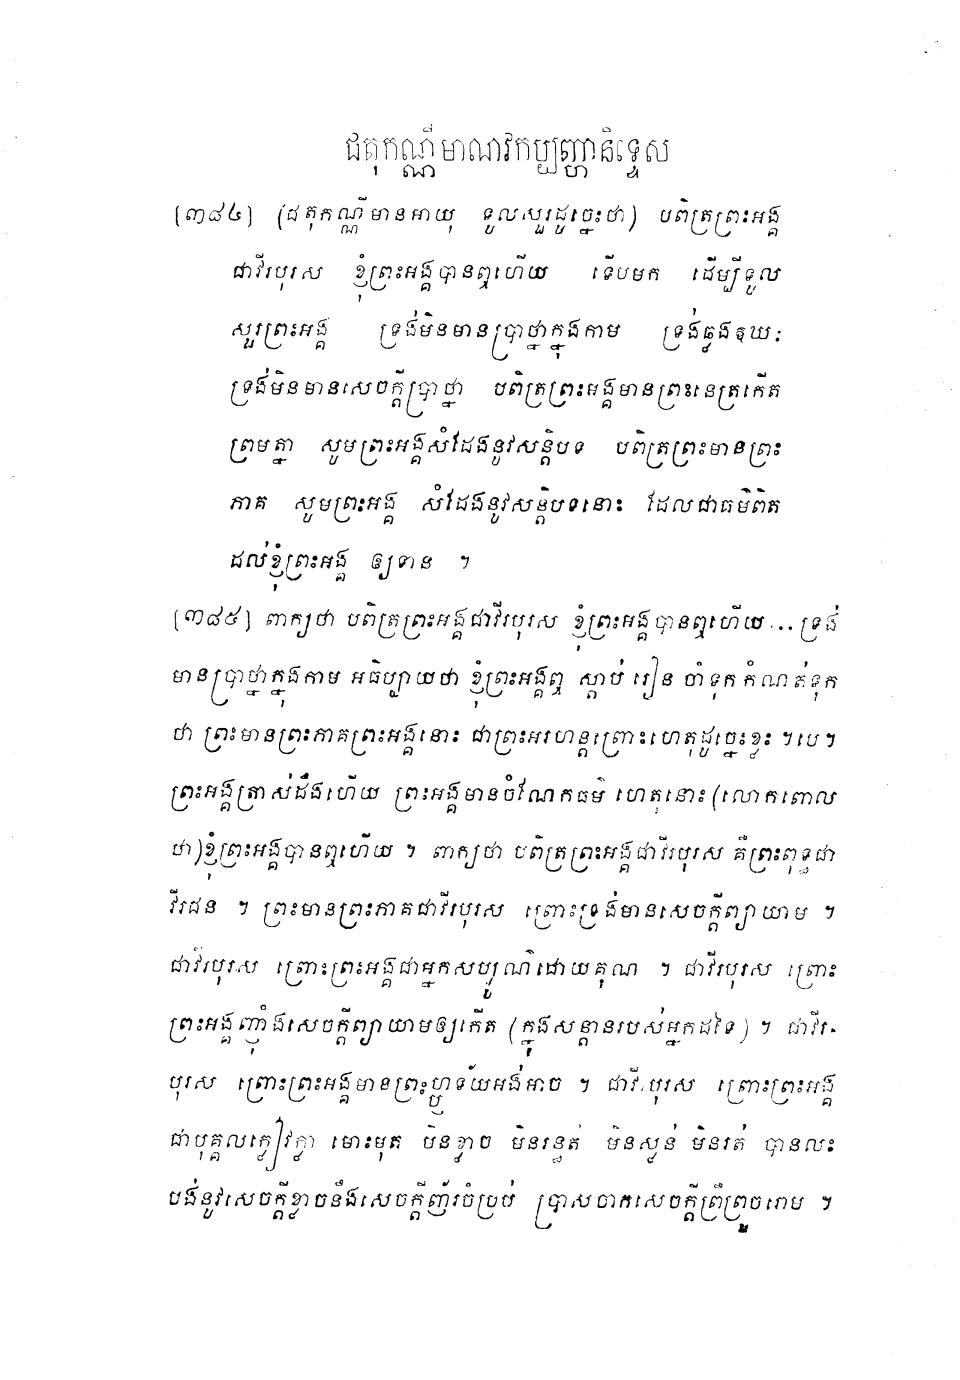 ជតុកណ្ណីមាណវកប្បញ្ហានិទ្ទេស
[៣៨៤] (ជតុកណ្ណីមានអាយុ ទូលសួរដូច្នេះថា) បពិត្រព្រះអង្គ
ជាវីរបុរស ខ្ញុំព្រះអង្គបានឮហើយ ទើបមក ដើម្បីទូល
សួរព្រះអង្គ ទ្រង់មិនមានប្រាថ្នាក្នុងកាម ទ្រង់ឆ្លងឱឃៈ
ទ្រង់មិនមានសេចក្តីប្រាថ្នា បពិត្រព្រះអង្គមានព្រះនេត្រកើត
ព្រមគ្នា សូមព្រះអង្គសំដែងនូវសន្តិបទ បពិត្រព្រះមានព្រះ
ភាគ សូមព្រះអង្គ សំដែងនូវសន្តិបទនោះ ដែលជាធម៌ពិត
ដល់ខ្ញុំព្រះអង្គ ឲ្យទាន ។
[៣៨៥] ពាក្យថា បពិត្រព្រះអង្គជាវីរបុរស ខ្ញុំព្រះអង្គបានឮហើយ ... ទ្រង់
មានប្រាថ្នាក្នុងកាម អធិប្បាយថា ខ្ញុំព្រះអង្គឮ ស្តាប់ រៀន ចាំទុក កំណត់ទុក
ថា ព្រះមានព្រះភាគព្រះអង្គនោះ ជាព្រះអរហន្តព្រោះហេតុដូច្នេះខ្លះ ។បេ។
ព្រះអង្គត្រាស់ដឹងហើយ ព្រះអង្គមានចំណែកធម៌ ហេតុនោះ (លោកពោល
ថា)ខ្ញុំព្រះអង្គបានឮហើយ ។ ពាក្យថា បពិត្រព្រះអង្គជាវីរបុរស គឺព្រះពុទ្ធជា
វីរជន ។ ព្រះមានព្រះភាគជាវីរបុរស ព្រោះទ្រង់មានសេចក្តីព្យាយាម ។
ជាវីរបុរស ព្រោះព្រះអង្គជាអ្នកសប្បូណ៌ដោយគុណ ។ ជាវីរបុរស ព្រោះ
ព្រះអង្គញ៉ាំងសេចក្តីព្យាយាមឲ្យកើត (ក្នុងសន្តានរបស់អ្នកដទៃ) ។ ជាវីរ-
បុរស ព្រោះព្រះអង្គមានព្រះហ្ឫទ័យអង់អាច ។ ជាវីរបុរស ព្រោះព្រះអង្គ
ជាបុគ្គលក្លៀវក្លា មោះមុត មិនខ្លាច មិនរន្ធត់ មិនស្លន់ មិនរត់ បានលះ
បង់នូវសេចក្តីខ្លាចនឹងសេចក្តីញ័រចំប្រប់ ប្រាសចាកសេចក្តីព្រឺព្រួចរោម ។